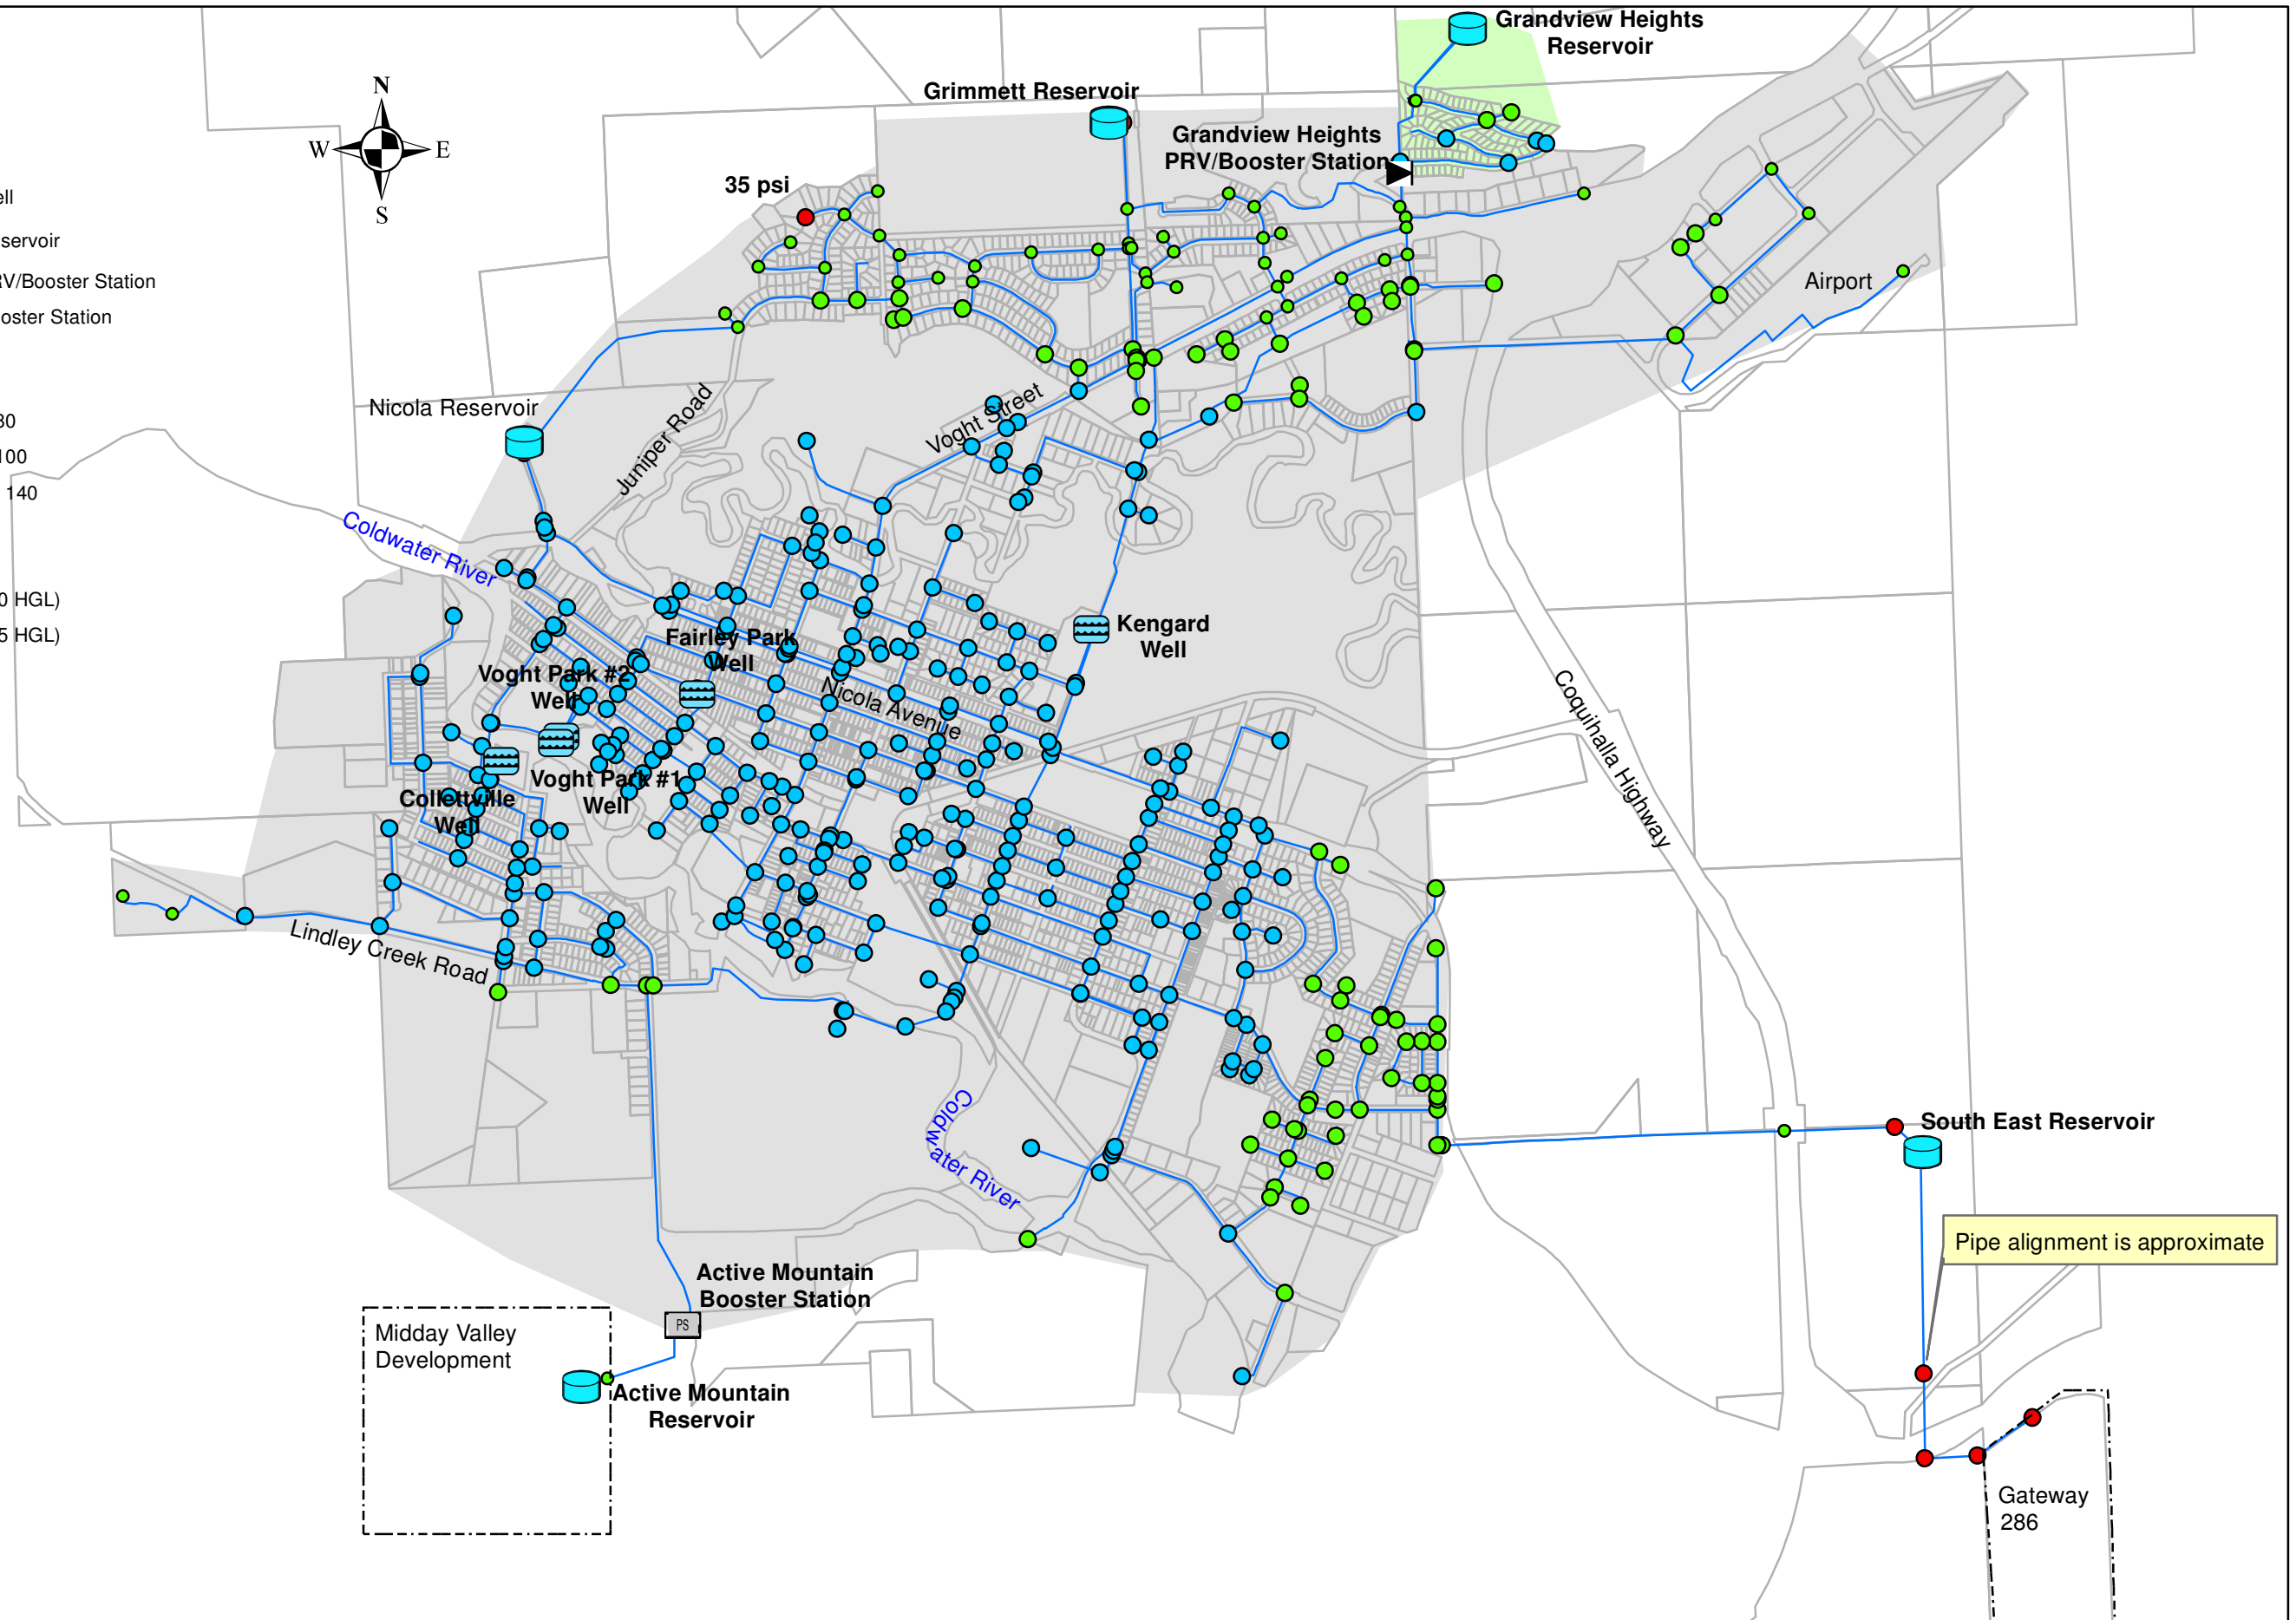 Grandview Heights
Reservoir
Grimmett Reservoir
N
W
E
S
Grandview Heights
PRV/Booster Station
35 psi
Airport
Nicola Reservoir
Juniper Road
Voght Street
Coldwater River
Fairley Park
Well
Kengard
Well
Voght Park #2
Well
Nicola Avenue
Coquihalla Highway
Voght Park #1
Well
Collettville
Well
Lindley Creek Road
Coldwater River
South East Reservoir
Pipe alignment is approximate
Active Mountain
Booster Station
PS
Midday Valley
Development
Active Mountain
Reservoir
Gateway
286
ell
servoir
RV/Booster Station
oster Station
80
100
140
0 HGL)
5 HGL)